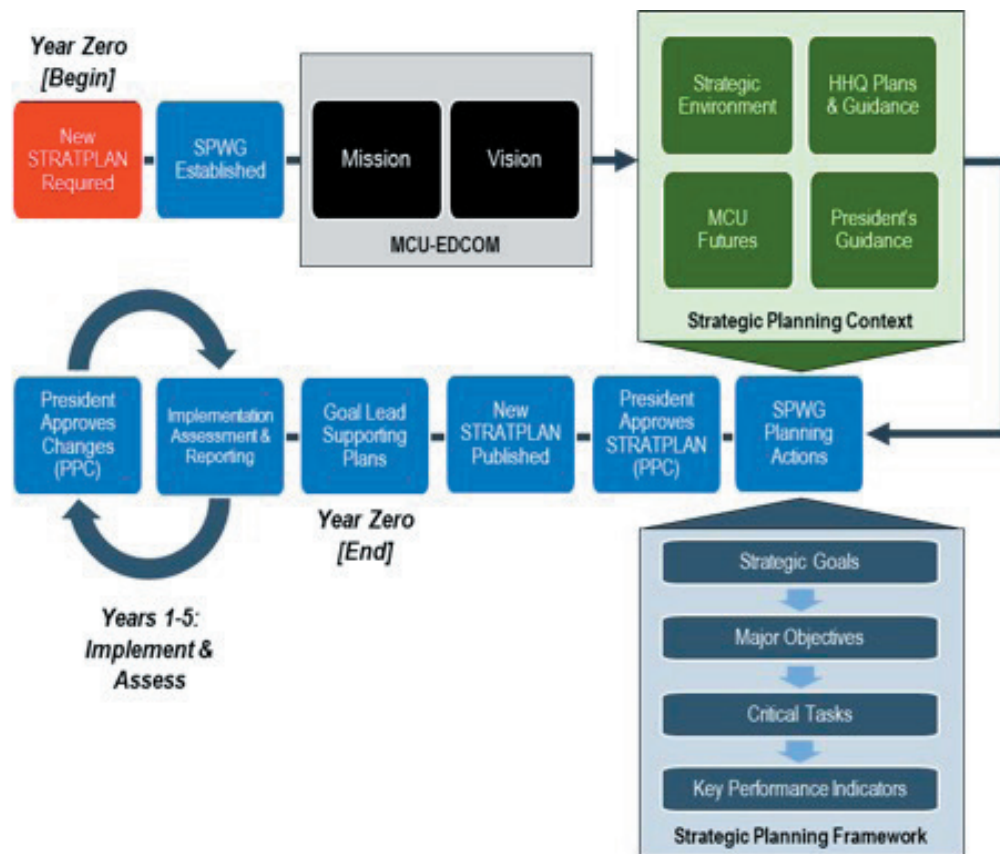 Year Zero
[Begin]
New
STRATPLAN
Required
SPWG
Established
Mission
Vision
MCU-EDCOM
Strategic
Environment
HHQ Plans
& Guidance
MCU
Futures
President's
Guidance
Strategic Planning Context
President
Approves
Changes
(PPC)
Implementation
Assessment &
Reporting
Goal Lead
Supporting
Plans
New
STRATPLAN
Published
President
Approves
STRATPLAN
(PPC)
SPWG
Planning
Actions
Year Zero
[End]
Years 1-5:
Implement &
Assess
Strategic Goals
Major Objectives
Critical Tasks
Key Performance Indicators
Strategic Planning Framework